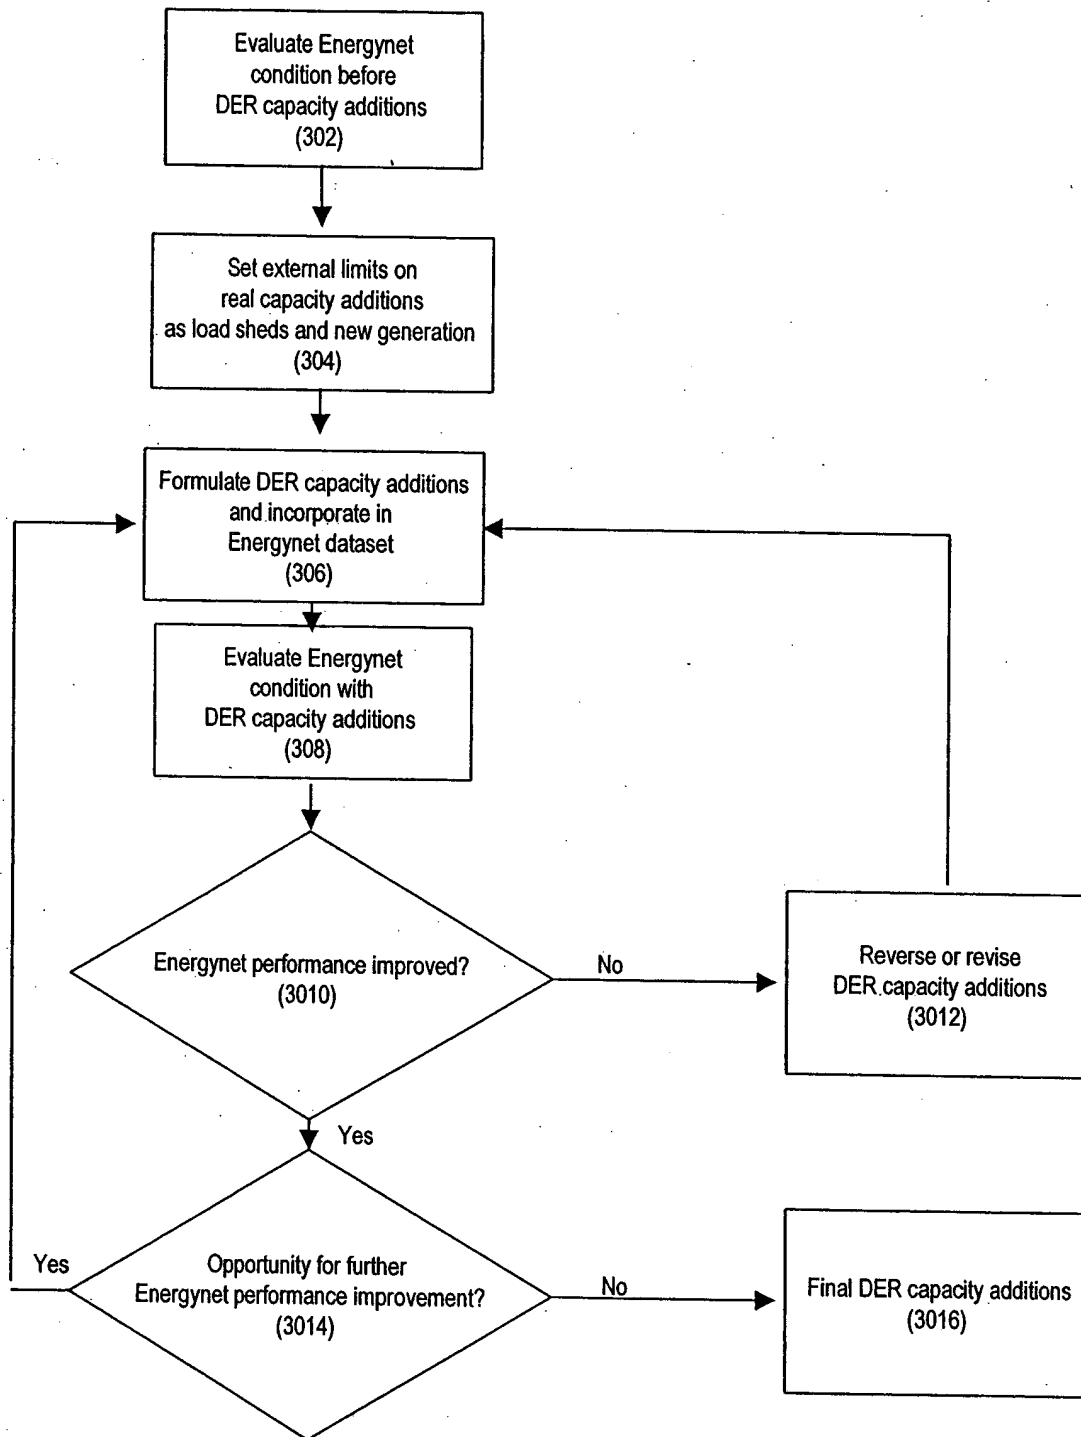 Evaluate Energynet
condition before
DER capacity additions
(302)
Set external limits on
real capacity additions
as load sheds and new generation
(304)
Formulate DER capacity additions
and incorporate in
Energynet dataset
(306)
Evaluate Energynet
condition with
DER capacity additions
(308)
Energynet performance improved?
(3010)
No
Reverse or revise
DER capacity additions
(3012)
Yes
Opportunity for further
Energynet performance improvement?
(3014)
Yes
No
Final DER capacity additions
(3016)